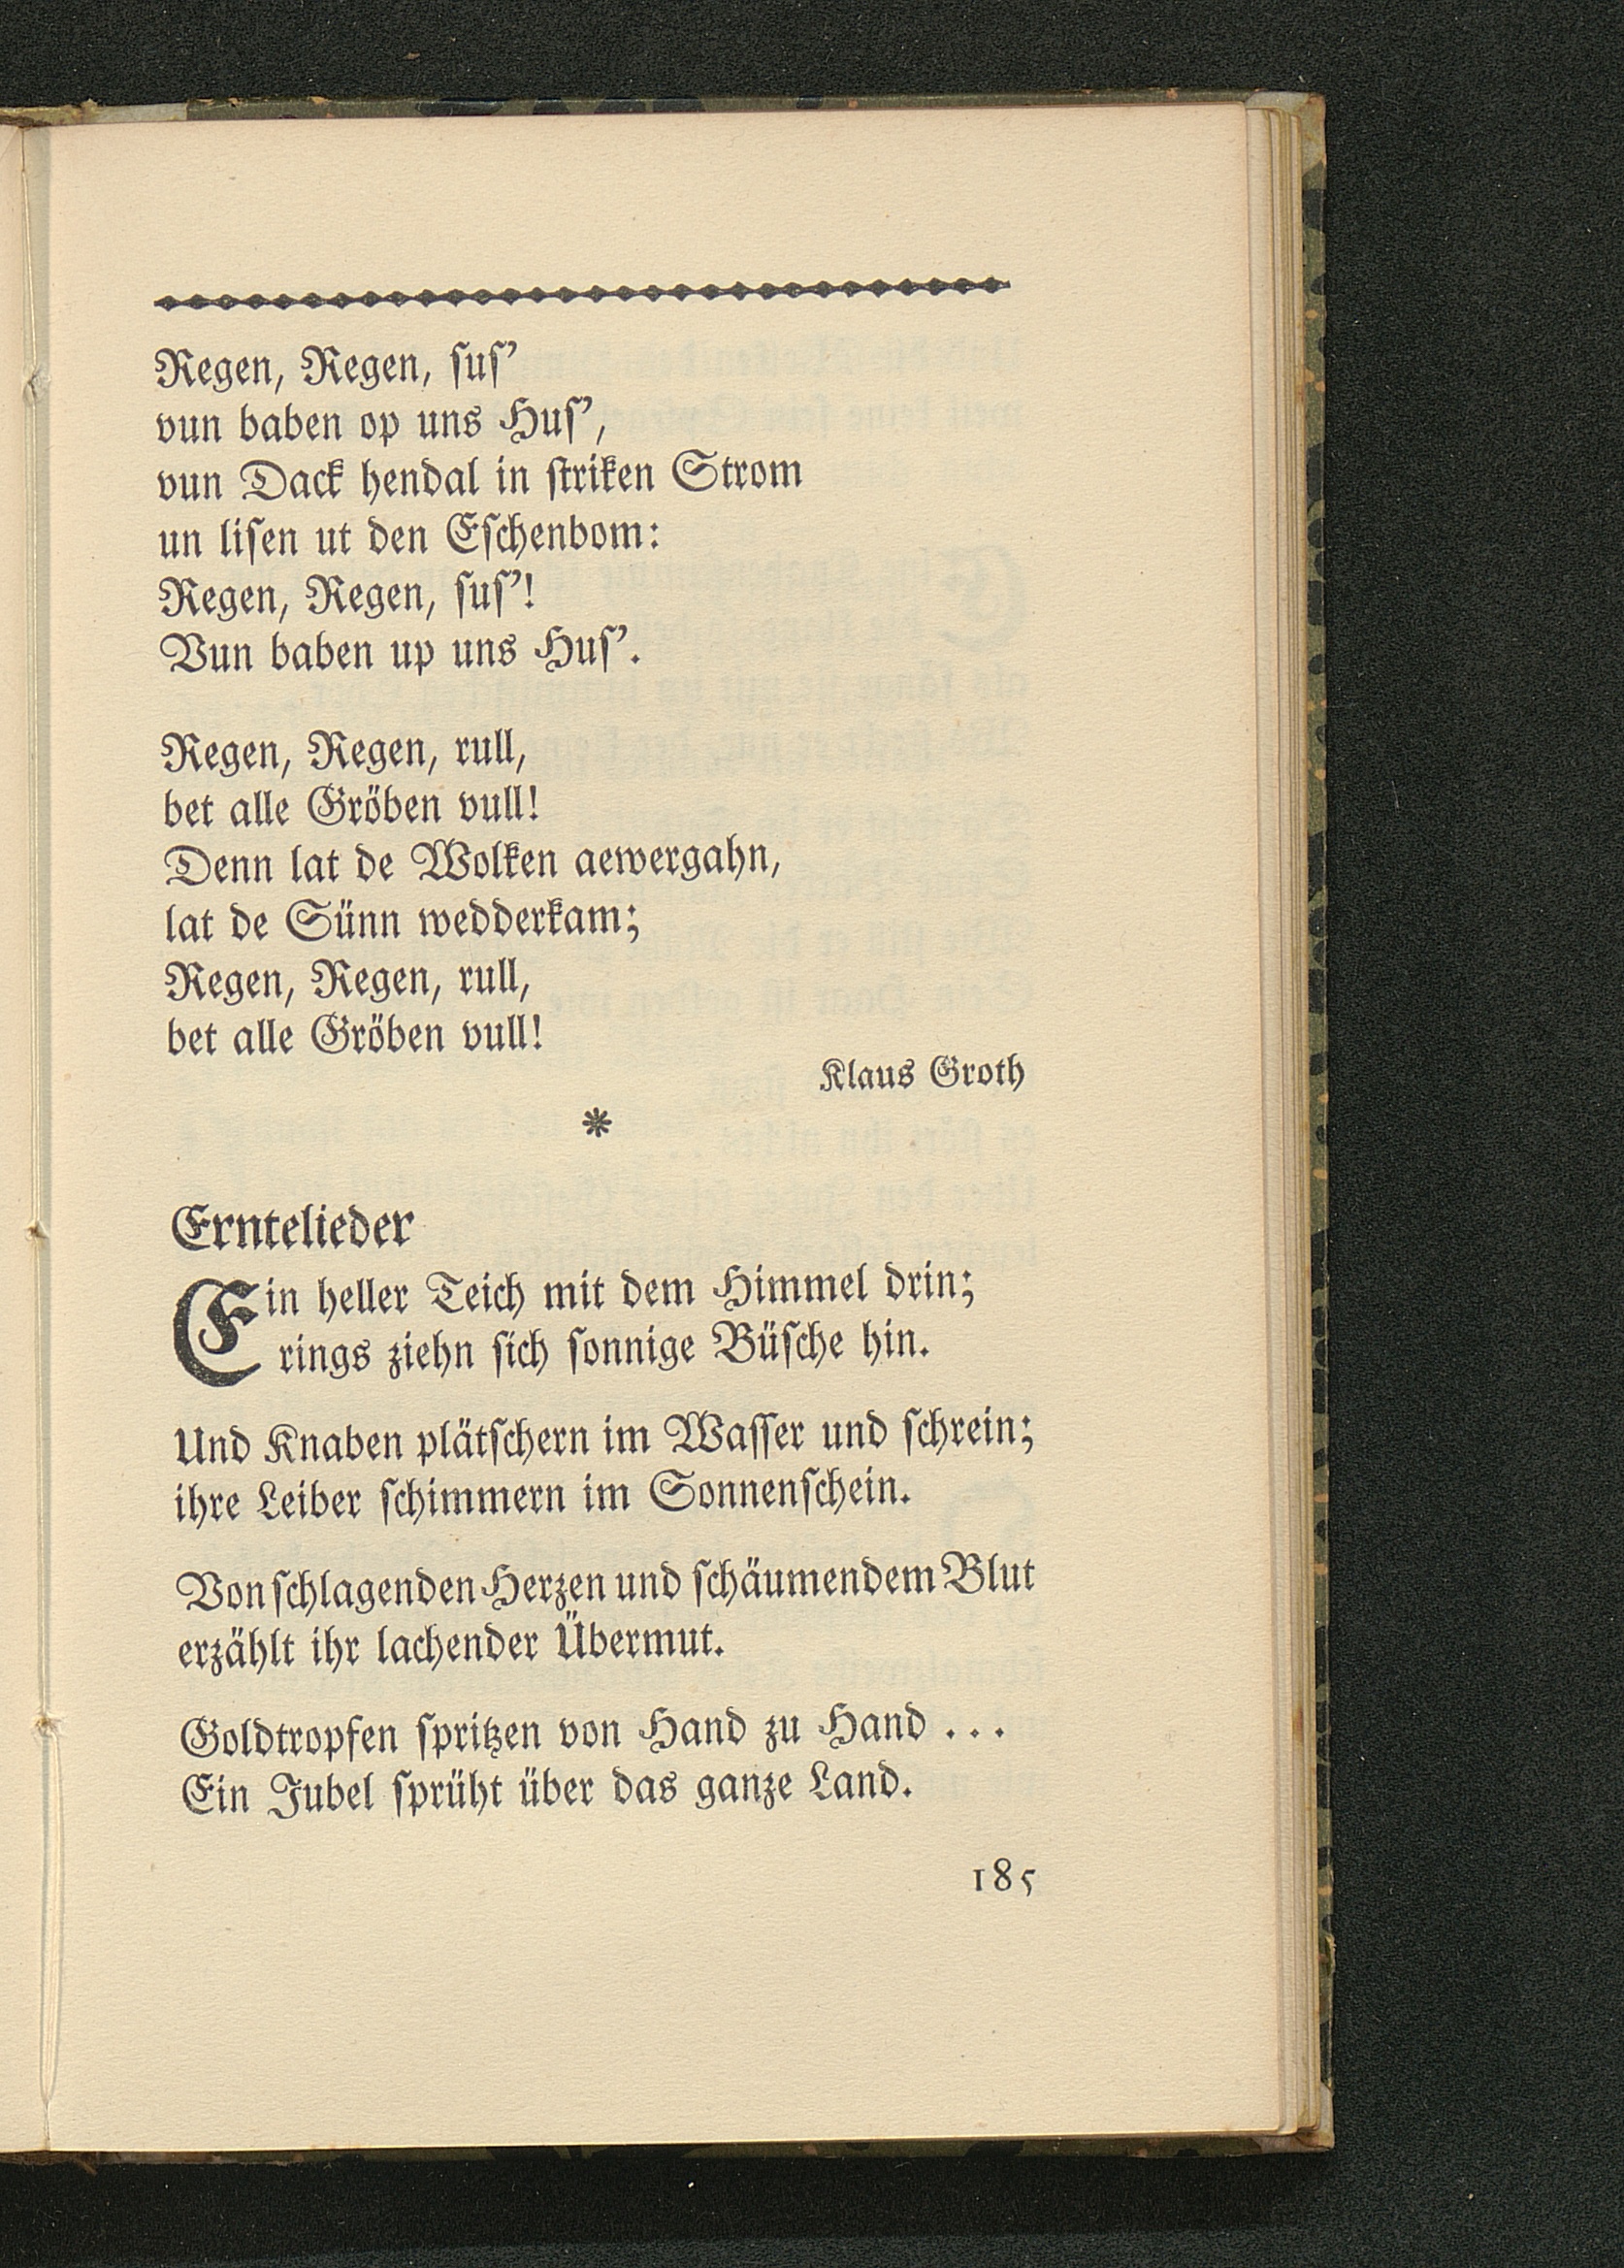 Regen, Regen, sus’
vun baben op uns Hus’,
vun Dack hendal in striken Strom
un lisen ut den Eschenbom:
Regen, Regen, sus’!
Vun baben up uns Hus’.
Regen, Regen, rull,
bet alle Gröben vull!
Denn lat de Wolken aewergahn,
lat de Sünn wedderkam;
Regen, Regen, rull,
bet alle Gröben vull!
Klaus Groth
*
Erntelieder
Ein heller Teich mit dem Himmel drin;
rings ziehn sich sonnige Büsche hin.
Und Knaben plätschern im Wasser und schrein;
ihre Leiber schimmern im Sonnenschein.
Von schlagenden Herzen und schäumendem Blut
erzählt ihr lachender Übermut.
Goldtropfen spritzen von Hand zu Hand . . .
Ein Jubel sprüht über das ganze Land.
185